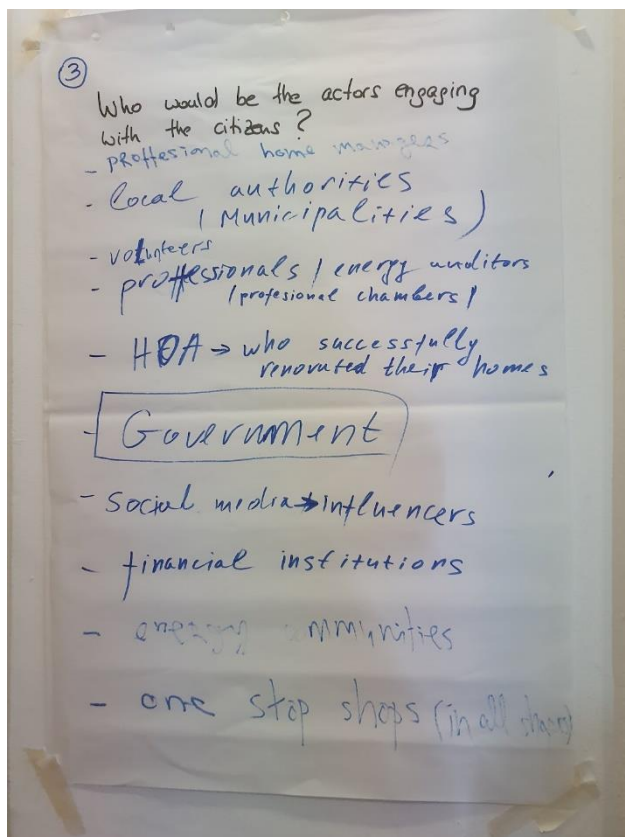 3
Who would be the actors engaging
with the citizens?
- proffesional home managers
- local authorities
(Municipalities)
- volunteers
- proffessionals / energy auditors
/profesional chambers/
- HOA → who successfully
renovated their homes
- Government
- social media → influencers
- financial institutions
- energy communities
- one stop shops (in all